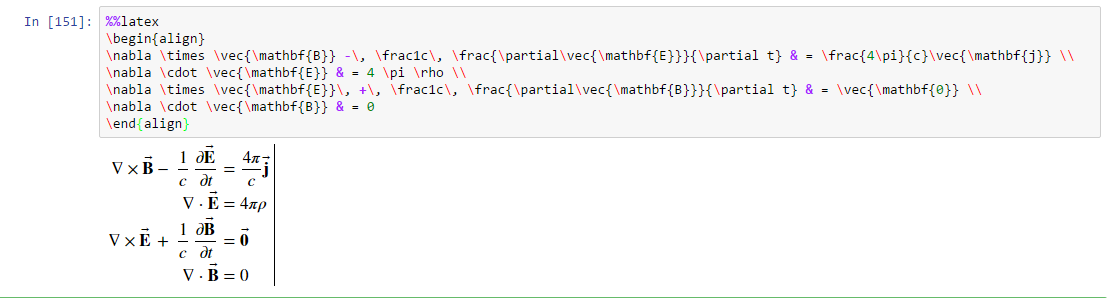 In [151]: %%latex
\begin{align}
\nabla \times \vec{\mathbf{B}} -\, \frac1c\, \frac{\partial\vec{\mathbf{E}}}{\partial t} & = \frac{4\pi}{c}\vec{\mathbf{j}} \\
\nabla \cdot \vec{\mathbf{E}} & = 4 \pi \rho \\
\nabla \times \vec{\mathbf{E}}\, +\, \frac1c\, \frac{\partial\vec{\mathbf{B}}}{\partial t} & = \vec{\mathbf{0}} \\
\nabla \cdot \vec{\mathbf{B}} & = 0
\end{align}
∇ × B⃗ − 1/c ∂E⃗/∂t = 4π/c j⃗
∇ · E⃗ = 4πρ
∇ × E⃗ + 1/c ∂B⃗/∂t = 0⃗
∇ · B⃗ = 0